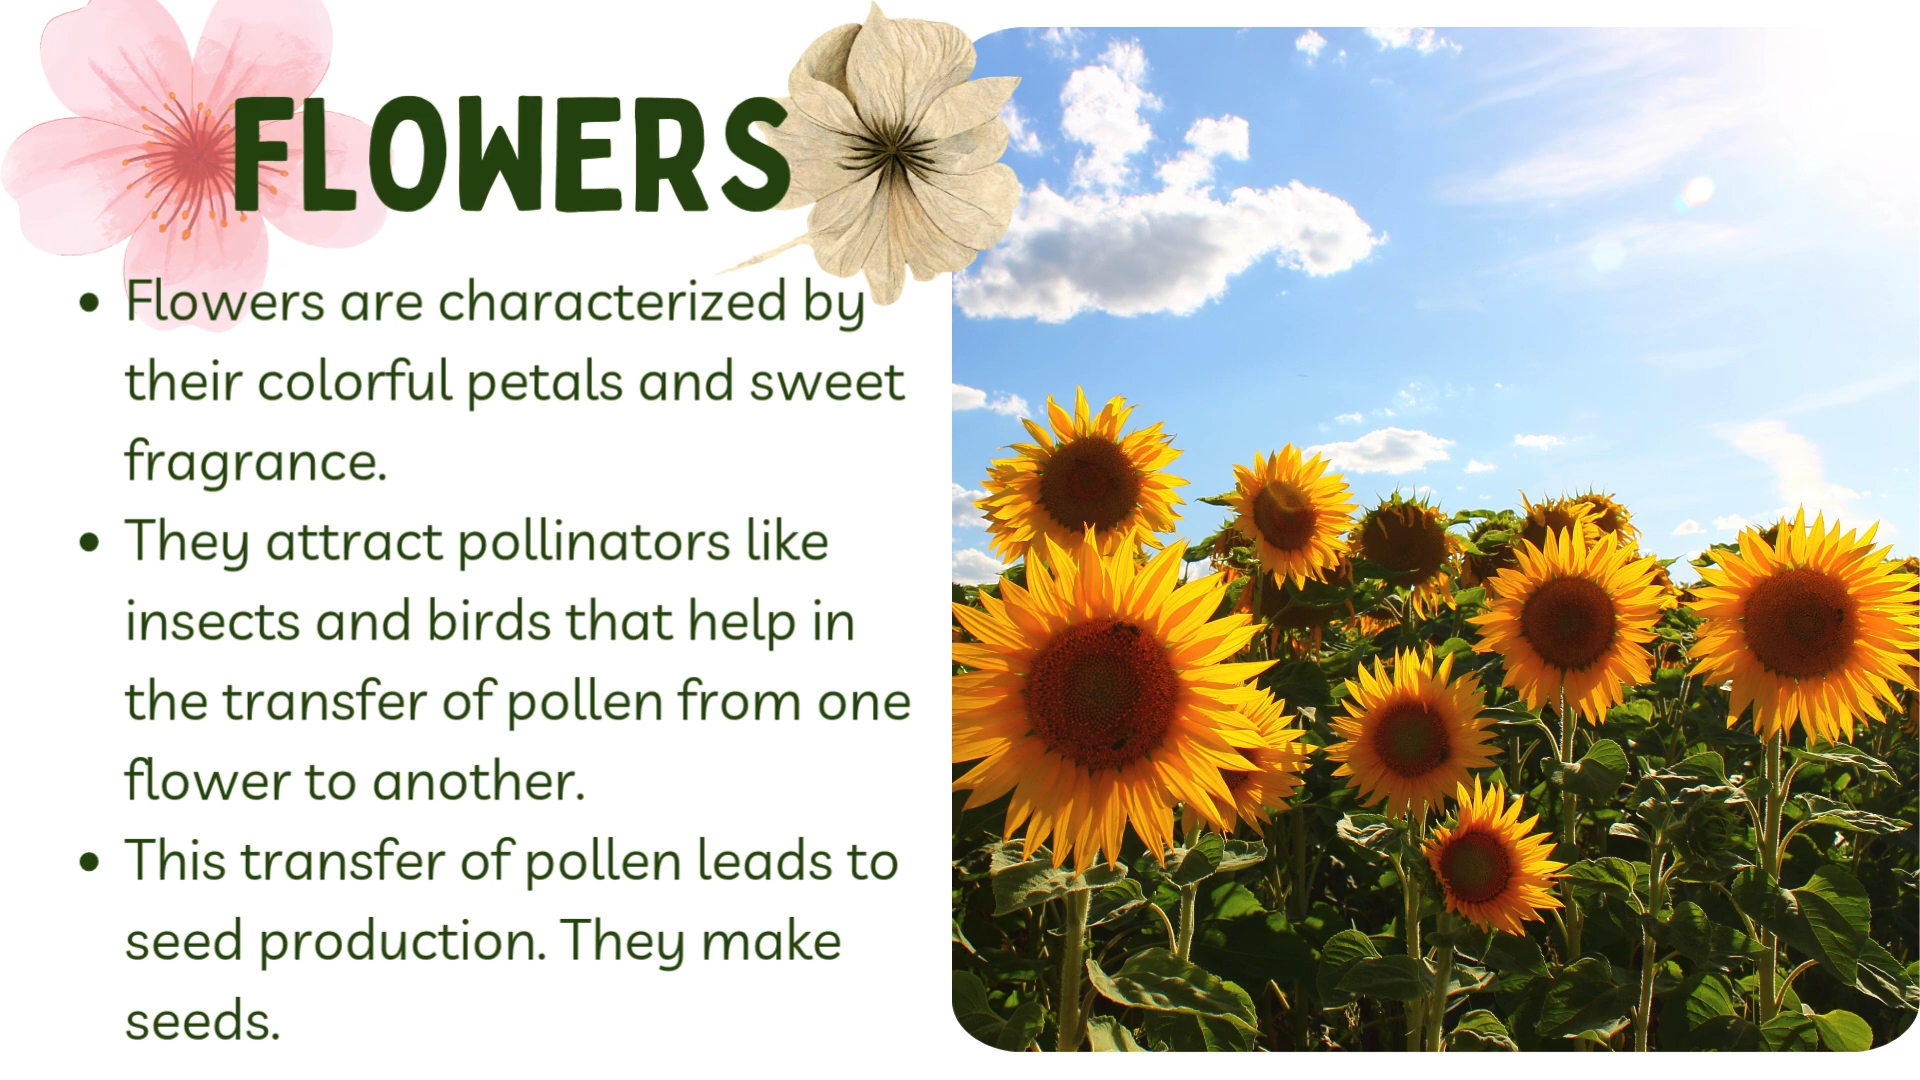 FLOWERS
• Flowers are characterized by
their colorful petals and sweet
fragrance.
• They attract pollinators like
insects and birds that help in
the transfer of pollen from one
flower to another.
• This transfer of pollen leads to
seed production. They make
seeds.